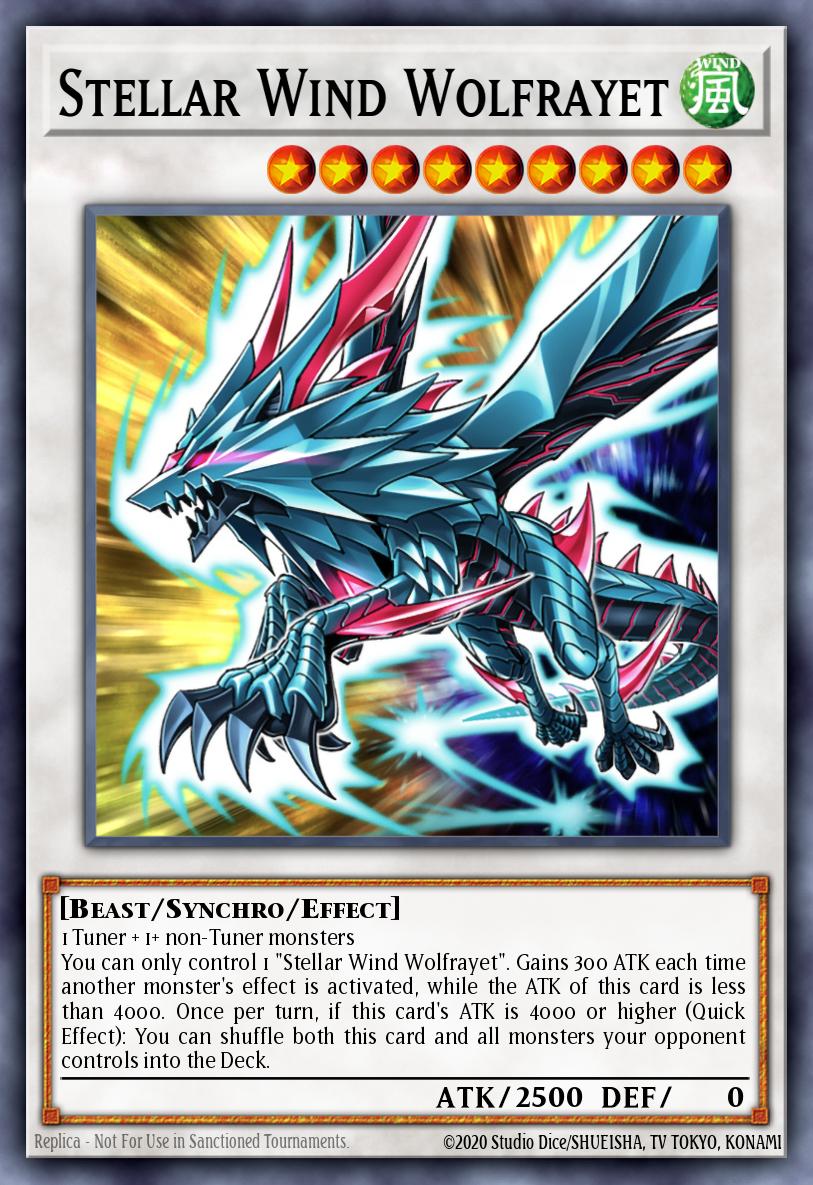 Stellar Wind Wolfrayet
WIND
風
[Beast/Synchro/Effect]
1 Tuner + 1+ non-Tuner monsters
You can only control 1 "Stellar Wind Wolfrayet". Gains 300 ATK each time
another monster's effect is activated, while the ATK of this card is less
than 4000. Once per turn, if this card's ATK is 4000 or higher (Quick
Effect): You can shuffle both this card and all monsters your opponent
controls into the Deck.
ATK/2500 DEF/ 0
Replica - Not For Use in Sanctioned Tournaments.
©2020 Studio Dice/SHUEISHA, TV TOKYO, KONAMI